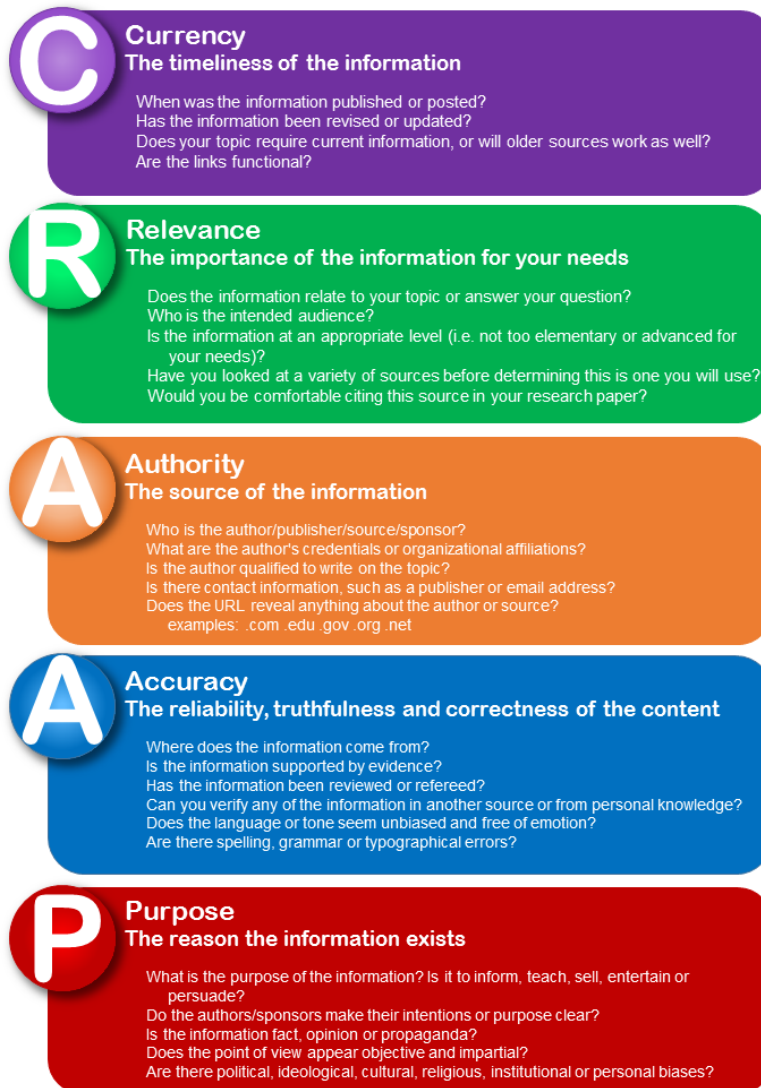 C
Currency
The timeliness of the information
When was the information published or posted?
Has the information been revised or updated?
Does your topic require current information, or will older sources work as well?
Are the links functional?
R
Relevance
The importance of the information for your needs
Does the information relate to your topic or answer your question?
Who is the intended audience?
Is the information at an appropriate level (i.e. not too elementary or advanced for
your needs)?
Have you looked at a variety of sources before determining this is one you will use?
Would you be comfortable citing this source in your research paper?
A
Authority
The source of the information
Who is the author/publisher/source/sponsor?
What are the author's credentials or organizational affiliations?
Is the author qualified to write on the topic?
Is there contact information, such as a publisher or email address?
Does the URL reveal anything about the author or source?
examples: .com .edu .gov .org .net
A
Accuracy
The reliability, truthfulness and correctness of the content
Where does the information come from?
Is the information supported by evidence?
Has the information been reviewed or refereed?
Can you verify any of the information in another source or from personal knowledge?
Does the language or tone seem unbiased and free of emotion?
Are there spelling, grammar or typographical errors?
P
Purpose
The reason the information exists
What is the purpose of the information? Is it to inform, teach, sell, entertain or
persuade?
Do the authors/sponsors make their intentions or purpose clear?
Is the information fact, opinion or propaganda?
Does the point of view appear objective and impartial?
Are there political, ideological, cultural, religious, institutional or personal biases?